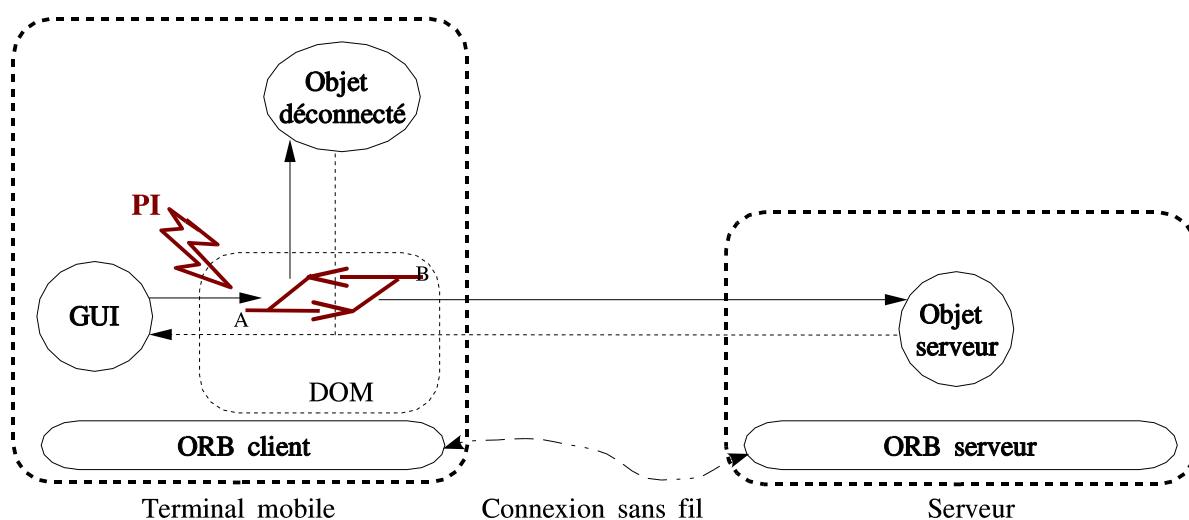 Objet
déconnecté
PI
B
GUI
A
Objet
serveur
DOM
ORB client
ORB serveur
Terminal mobile
Connexion sans fil
Serveur